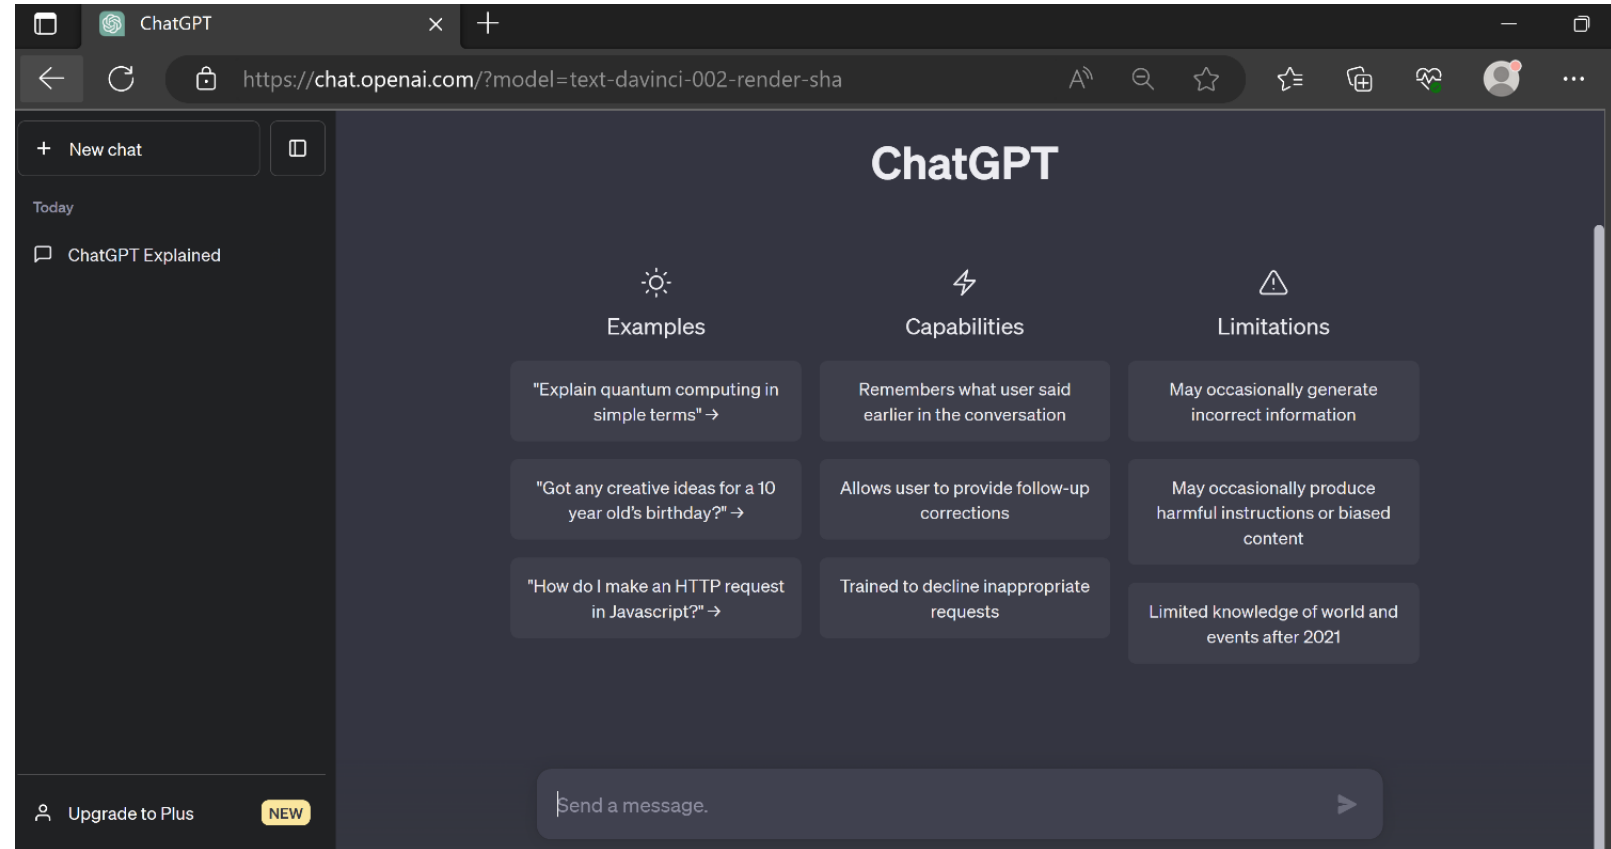 ChatGPT
https://chat.openai.com/?model=text-davinci-002-render-sha
+ New chat
Today
ChatGPT Explained
Upgrade to Plus NEW
ChatGPT
Examples
"Explain quantum computing in
simple terms" →
"Got any creative ideas for a 10
year old's birthday?" →
"How do I make an HTTP request
in Javascript?" →
Capabilities
Remembers what user said
earlier in the conversation
Allows user to provide follow-up
corrections
Trained to decline inappropriate
requests
Limitations
May occasionally generate
incorrect information
May occasionally produce
harmful instructions or biased
content
Limited knowledge of world and
events after 2021
Send a message.